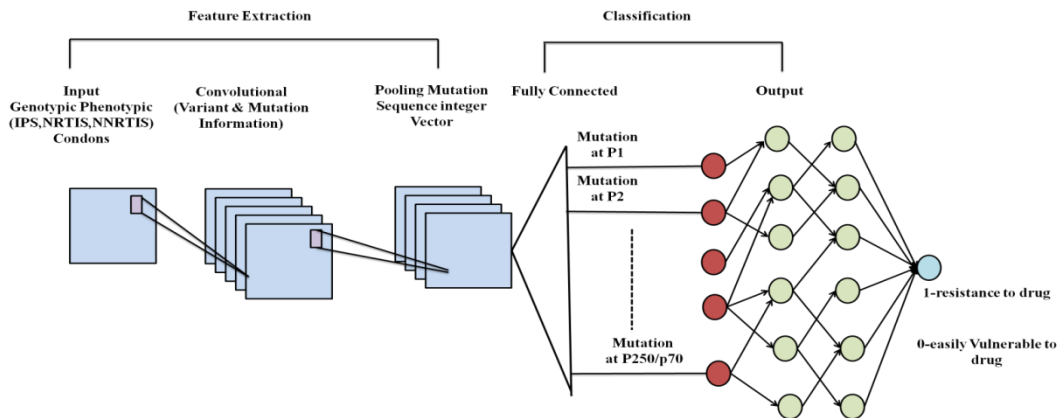 Feature Extraction
Classification
Input
Genotypic Phenotypic
(IPS,NRTIS,NNRTIS)
Condons
Convolutional
(Variant & Mutation
Information)
Pooling Mutation
Sequence integer
Vector
Fully Connected
Output
Mutation
at P1
Mutation
at P2
Mutation
at P250/p70
1-resistance to drug
0-easily Vulnerable to
drug